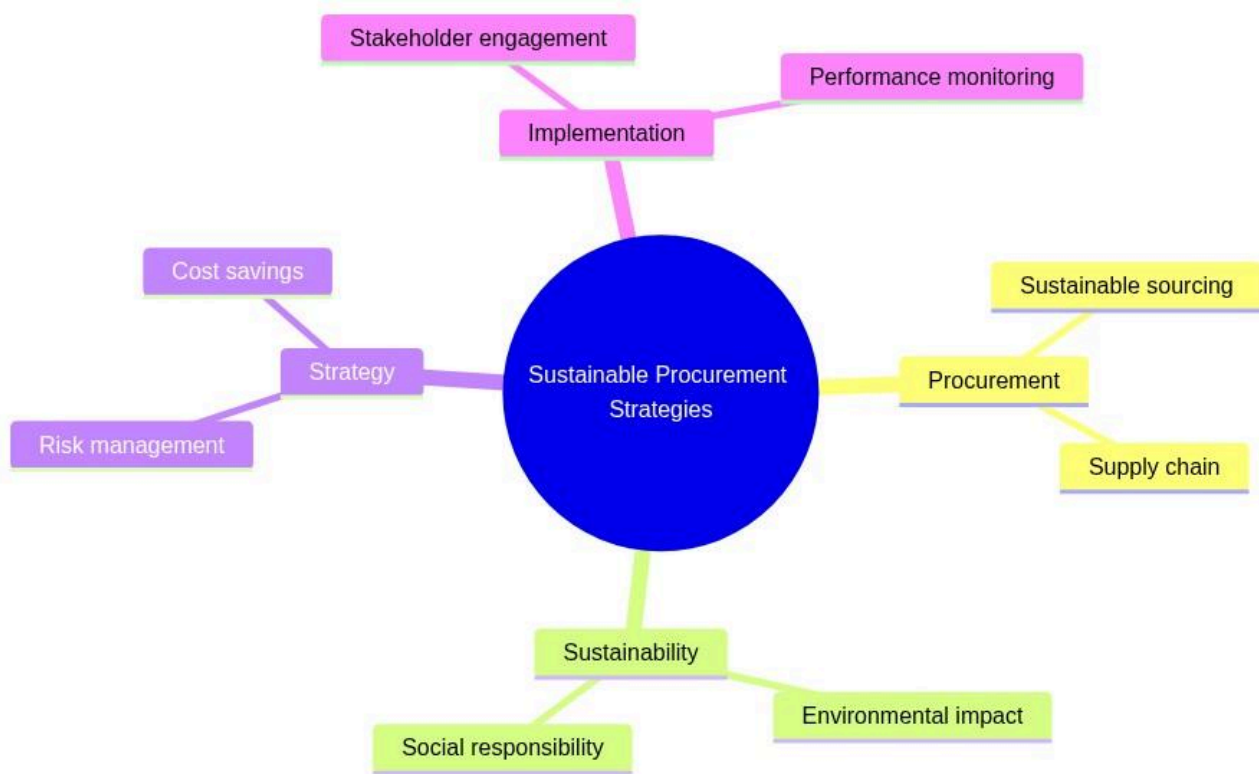 Stakeholder engagement
Performance monitoring
Implementation
Cost savings
Sustainable sourcing
Strategy
Sustainable Procurement
Strategies
Procurement
Risk management
Supply chain
Sustainability
Environmental impact
Social responsibility